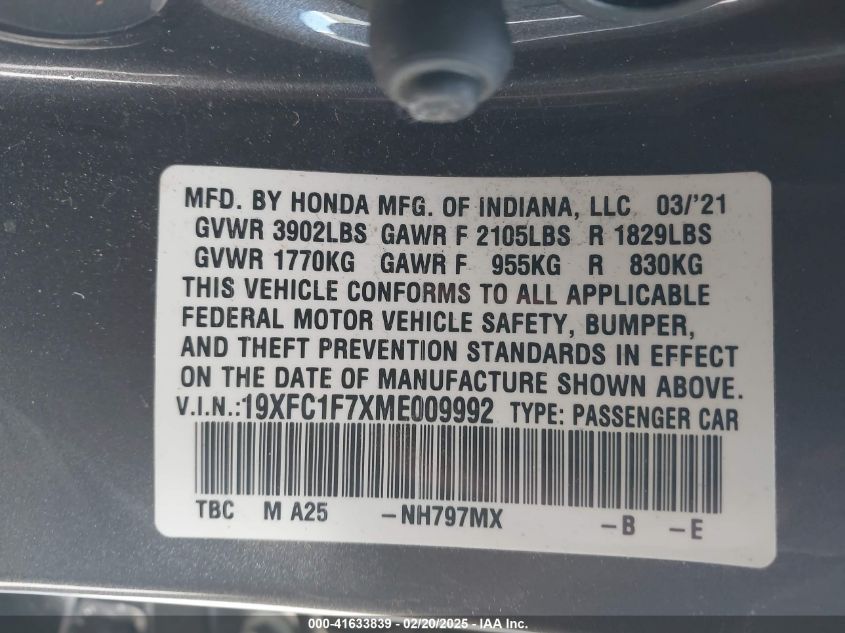 MFD. BY HONDA MFG. OF INDIANA, LLC 03/'21
GVWR 3902LBS GAWR F 2105LBS R 1829LBS
GVWR 1770KG GAWR F 955KG R 830KG
THIS VEHICLE CONFORMS TO ALL APPLICABLE
FEDERAL MOTOR VEHICLE SAFETY, BUMPER,
AND THEFT PREVENTION STANDARDS IN EFFECT
ON THE DATE OF MANUFACTURE SHOWN ABOVE.
V.I.N.:19XFC1F7XME009992 TYPE: PASSENGER CAR
TBC M A25 -NH797MX -B -E
000-41633839 - 02/20/2025 - IAA Inc.